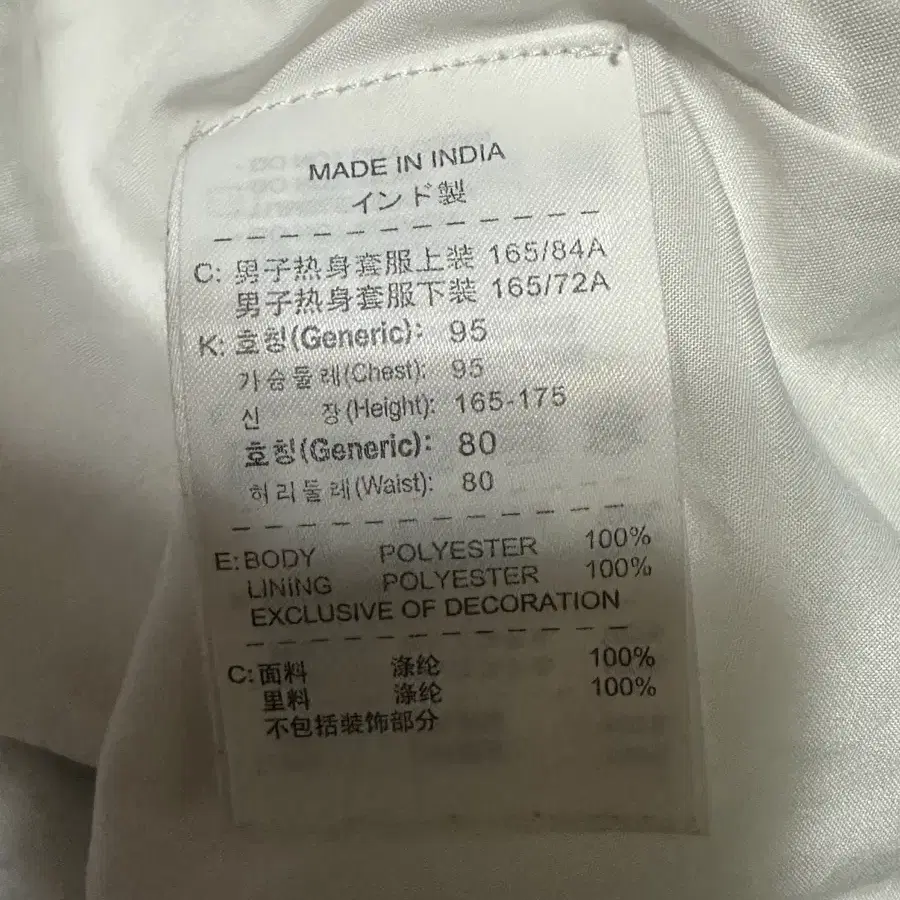 MADE IN INDIA
インド製
C: 男子热身套服上装 165/84A
男子热身套服下装 165/72A
K: 호칭(Generic): 95
가슴둘레(Chest): 95
신 장(Height): 165-175
호칭(Generic): 80
허리둘레(Waist): 80
E: BODY POLYESTER 100%
LINING POLYESTER 100%
EXCLUSIVE OF DECORATION
C: 面料 涤纶 100%
里料 涤纶 100%
不包括装饰部分